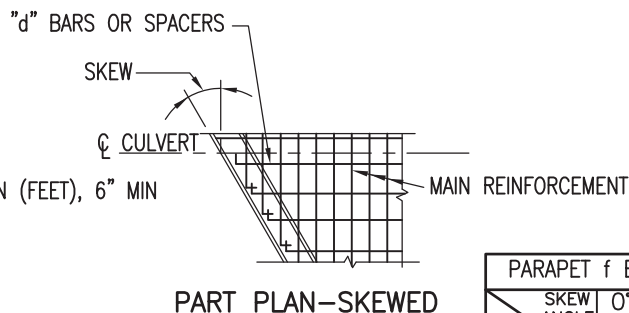 "d" BARS OR SPACERS
SKEW
℄ CULVERT
N (FEET), 6" MIN
MAIN REINFORCEMENT
PARAPET f
SKEW 0°
PART PLAN-SKEWED